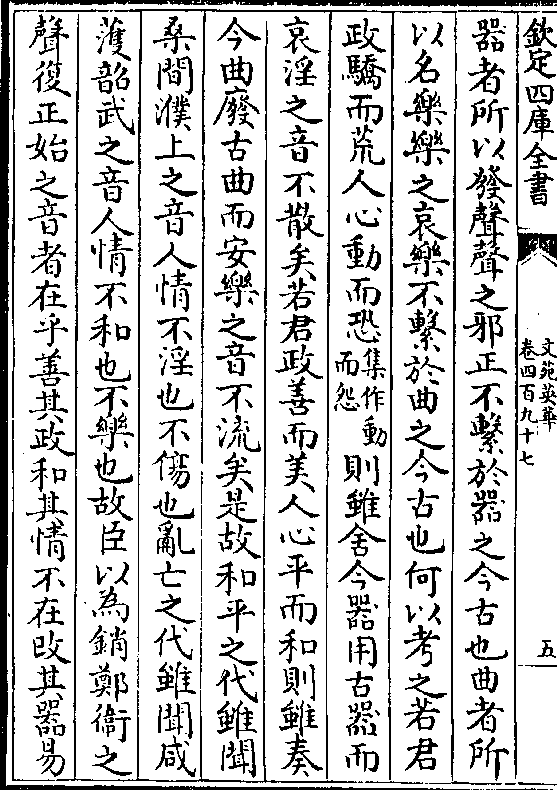 欽定四庫全書
文苑英華
卷四百九十七
五
器者所以發聲聲之邪正不繫於器之今古也曲者所
以名樂樂之哀樂不繫於曲之今古也何以考之若君
政驕而荒人心動而恐集作動而怨則雖舍今器用古器而
哀淫之音不散矣若君政善而美人心平而和則雖奏
今曲廢古曲而安樂之音不流矣是故和平之代雖聞
桑間濮上之音人情不淫也不傷也亂亡之代雖聞咸
頀韶武之音人情不和也不樂也故臣以為銷鄭衞之
聲復正始之音者在乎善其政和其情不在改其器易